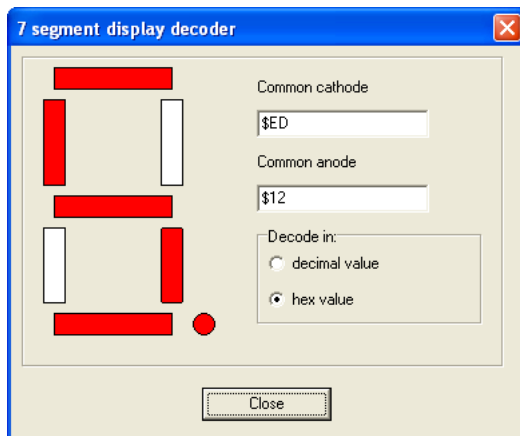 7 segment display decoder
Common cathode
$ED
Common anode
$12
Decode in:
decimal value
hex value
Close